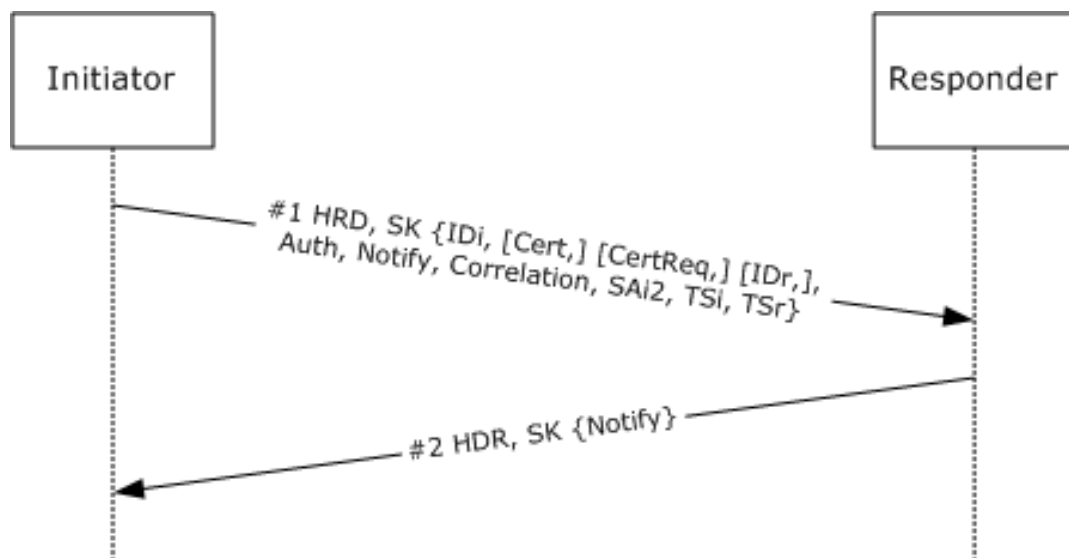 Initiator
Responder
#1 HRD, SK {IDi, [Cert,] [CertReq,] [IDr,],
Auth, Notify, Correlation, SAi2, TSi, TSr}
#2 HDR, SK {Notify}